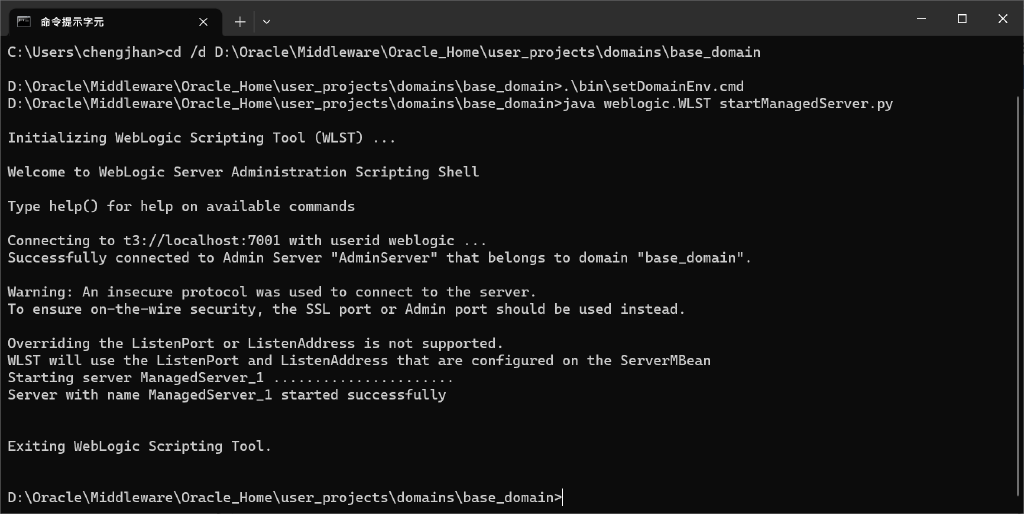 命令提示字元
C:\Users\chengjhan>cd /d D:\Oracle\Middleware\Oracle_Home\user_projects\domains\base_domain
D:\Oracle\Middleware\Oracle_Home\user_projects\domains\base_domain>.\bin\setDomainEnv.cmd
D:\Oracle\Middleware\Oracle_Home\user_projects\domains\base_domain>java weblogic.WLST startManagedServer.py
Initializing WebLogic Scripting Tool (WLST) ...
Welcome to WebLogic Server Administration Scripting Shell
Type help() for help on available commands
Connecting to t3://localhost:7001 with userid weblogic ...
Successfully connected to Admin Server "AdminServer" that belongs to domain "base_domain".
Warning: An insecure protocol was used to connect to the server.
To ensure on-the-wire security, the SSL port or Admin port should be used instead.
Overriding the ListenPort or ListenAddress is not supported.
WLST will use the ListenPort and ListenAddress that are configured on the ServerMBean
Starting server ManagedServer_1 ......................
Server with name ManagedServer_1 started successfully
Exiting WebLogic Scripting Tool.
D:\Oracle\Middleware\Oracle_Home\user_projects\domains\base_domain>